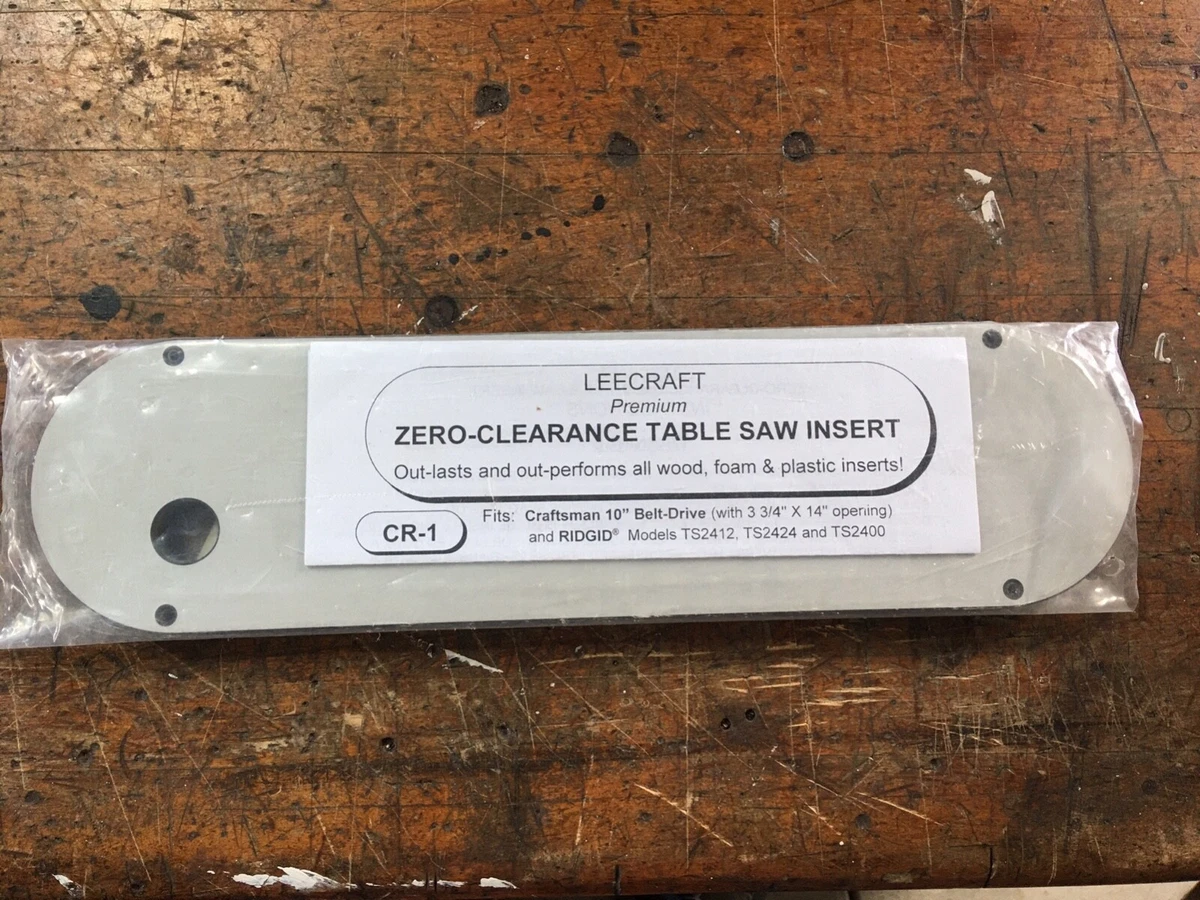 LEECRAFT
Premium
ZERO-CLEARANCE TABLE SAW INSERT
Out-lasts and out-performs all wood, foam & plastic inserts!
CR-1
Fits: Craftsman 10” Belt-Drive (with 3 3/4" X 14" opening)
and RIDGID® Models TS2412, TS2424 and TS2400